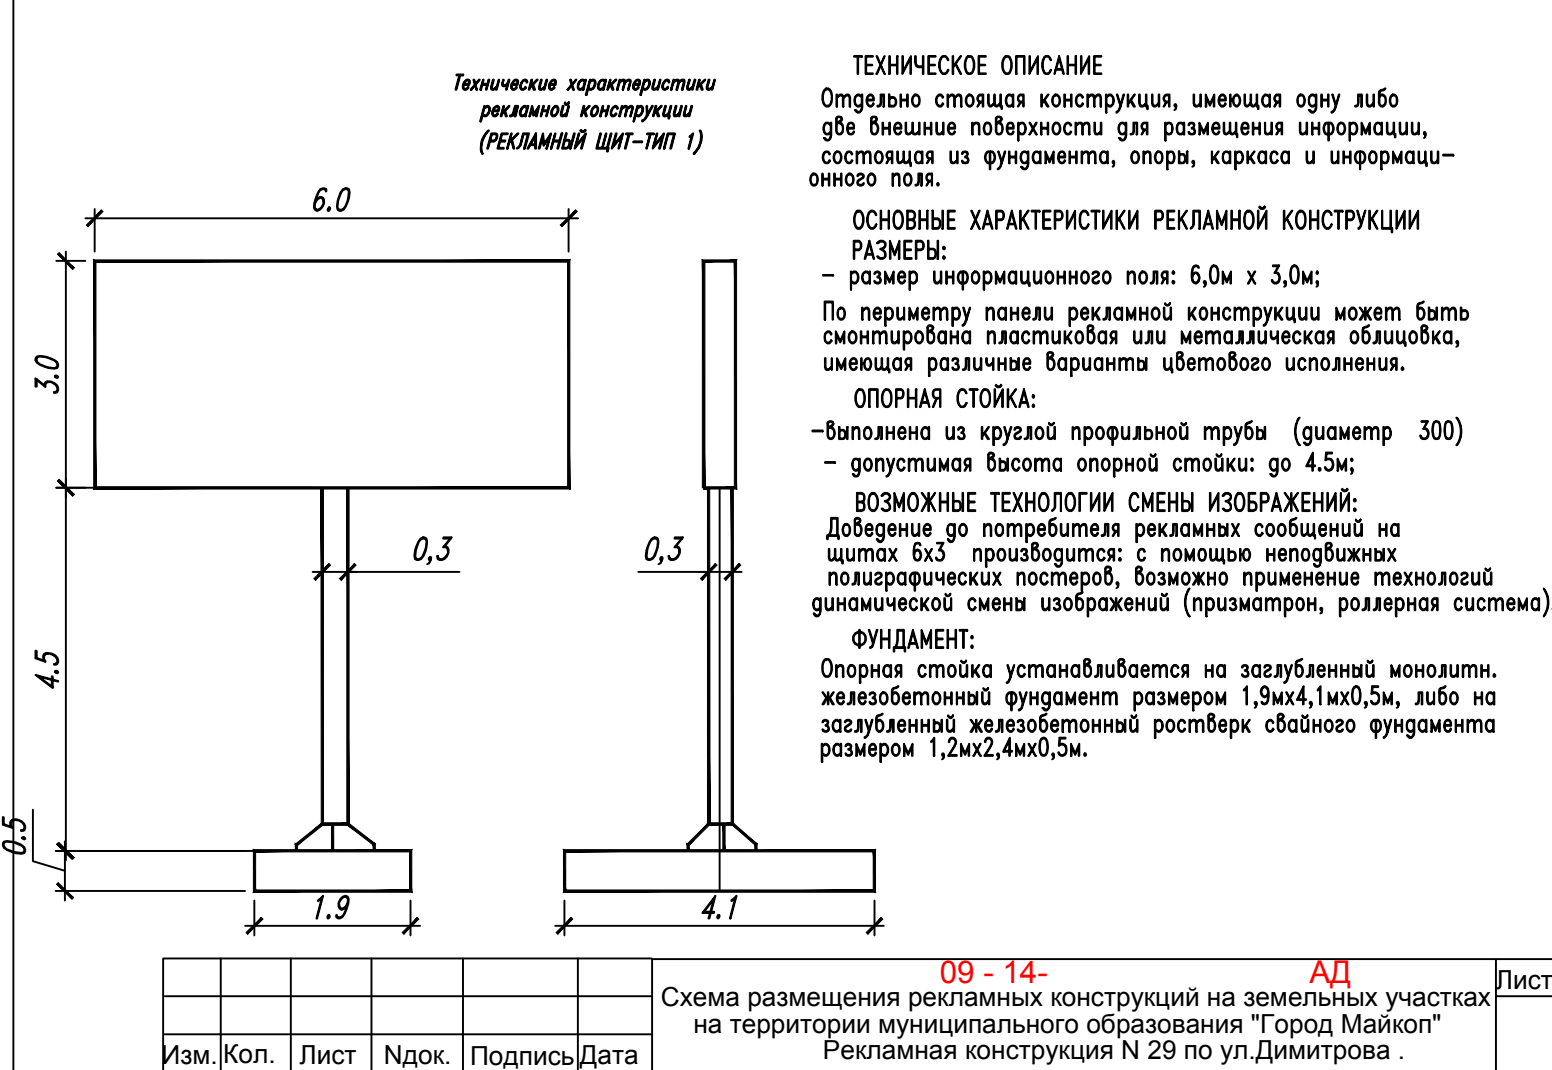 Технические характеристики
рекламной конструкции
(РЕКЛАМНЫЙ ЩИТ-ТИП 1)
6.0
3.0
4.5
0.5
0,3
0,3
1.9
4.1
ТЕХНИЧЕСКОЕ ОПИСАНИЕ
Отдельно стоящая конструкция, имеющая одну либо
две внешние поверхности для размещения информации,
состоящая из фундамента, опоры, каркаса и информаци-
онного поля.
ОСНОВНЫЕ ХАРАКТЕРИСТИКИ РЕКЛАМНОЙ КОНСТРУКЦИИ
РАЗМЕРЫ:
- размер информационного поля: 6,0м х 3,0м;
По периметру панели рекламной конструкции может быть
смонтирована пластиковая или металлическая облицовка,
имеющая различные варианты цветового исполнения.
ОПОРНАЯ СТОЙКА:
-выполнена из круглой профильной трубы (диаметр 300)
- допустимая высота опорной стойки: до 4.5м;
ВОЗМОЖНЫЕ ТЕХНОЛОГИИ СМЕНЫ ИЗОБРАЖЕНИЙ:
Доведение до потребителя рекламных сообщений на
щитах 6х3 производится: с помощью неподвижных
полиграфических постеров, возможно применение технологий
динамической смены изображений (призматрон, роллерная система)
ФУНДАМЕНТ:
Опорная стойка устанавливается на заглубленный монолитн.
железобетонный фундамент размером 1,9мх4,1мх0,5м, либо на
заглубленный железобетонный ростверк свайного фундамента
размером 1,2мх2,4мх0,5м.
09 - 14- АД
Схема размещения рекламных конструкций на земельных участках
на территории муниципального образования "Город Майкоп"
Рекламная конструкция N 29 по ул.Димитрова .
Лист
Изм. Кол. Лист Nдок. Подпись Дата